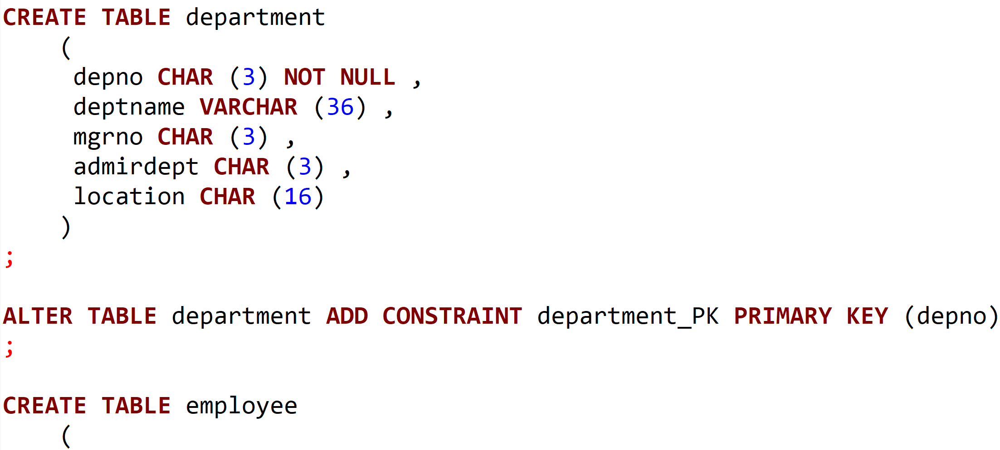 CREATE TABLE department
(
depno CHAR (3) NOT NULL ,
deptname VARCHAR (36) ,
mgrno CHAR (3) ,
admirdept CHAR (3) ,
location CHAR (16)
)
;
ALTER TABLE department ADD CONSTRAINT department_PK PRIMARY KEY (depno)
;
CREATE TABLE employee
(